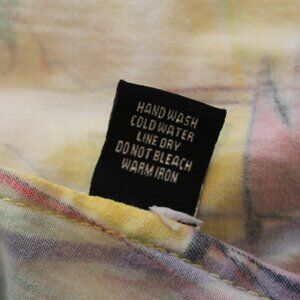 HAND WASH
COLD WATER
LINE DRY
DO NOT BLEACH
WARM IRON